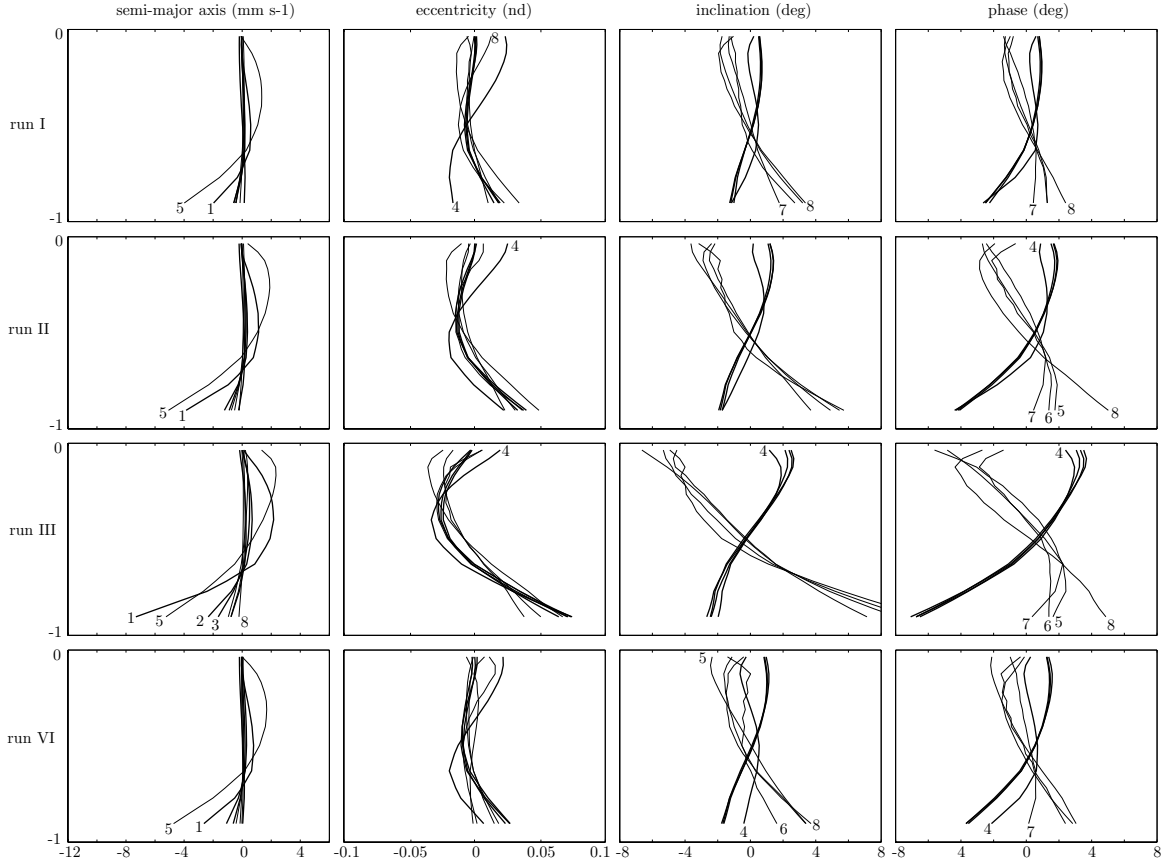 semi-major axis (mm s-1) eccentricity (nd) inclination (deg) phase (deg)
0
8
run I
5 1 4 7 8 7 8
-1
0
4 4
run II
5 1 7 6 5 8
-1
0
4 4 4
run III
1 5 2 3 8 7 6 5 8
-1
0
5
run VI
5 1 4 6 8 4 7
-1
-12 -8 -4 0 4 -0.1 -0.05 0 0.05 0.1 -8 -4 0 4 8 -8 -4 0 4 8